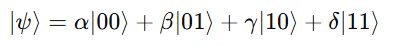 |ψ⟩ = α|00⟩ + β|01⟩ + γ|10⟩ + δ|11⟩